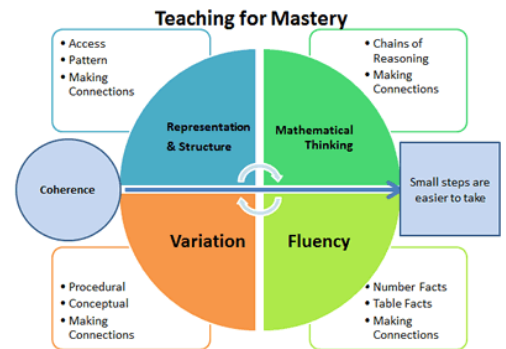 Teaching for Mastery
• Access
• Pattern
• Making
Connections
• Chains of
Reasoning
• Making
Connections
Representation
& Structure
Mathematical
Thinking
Coherence
Small steps are
easier to take
Variation
Fluency
• Procedural
• Conceptual
• Making
Connections
• Number Facts
• Table Facts
• Making
Connections